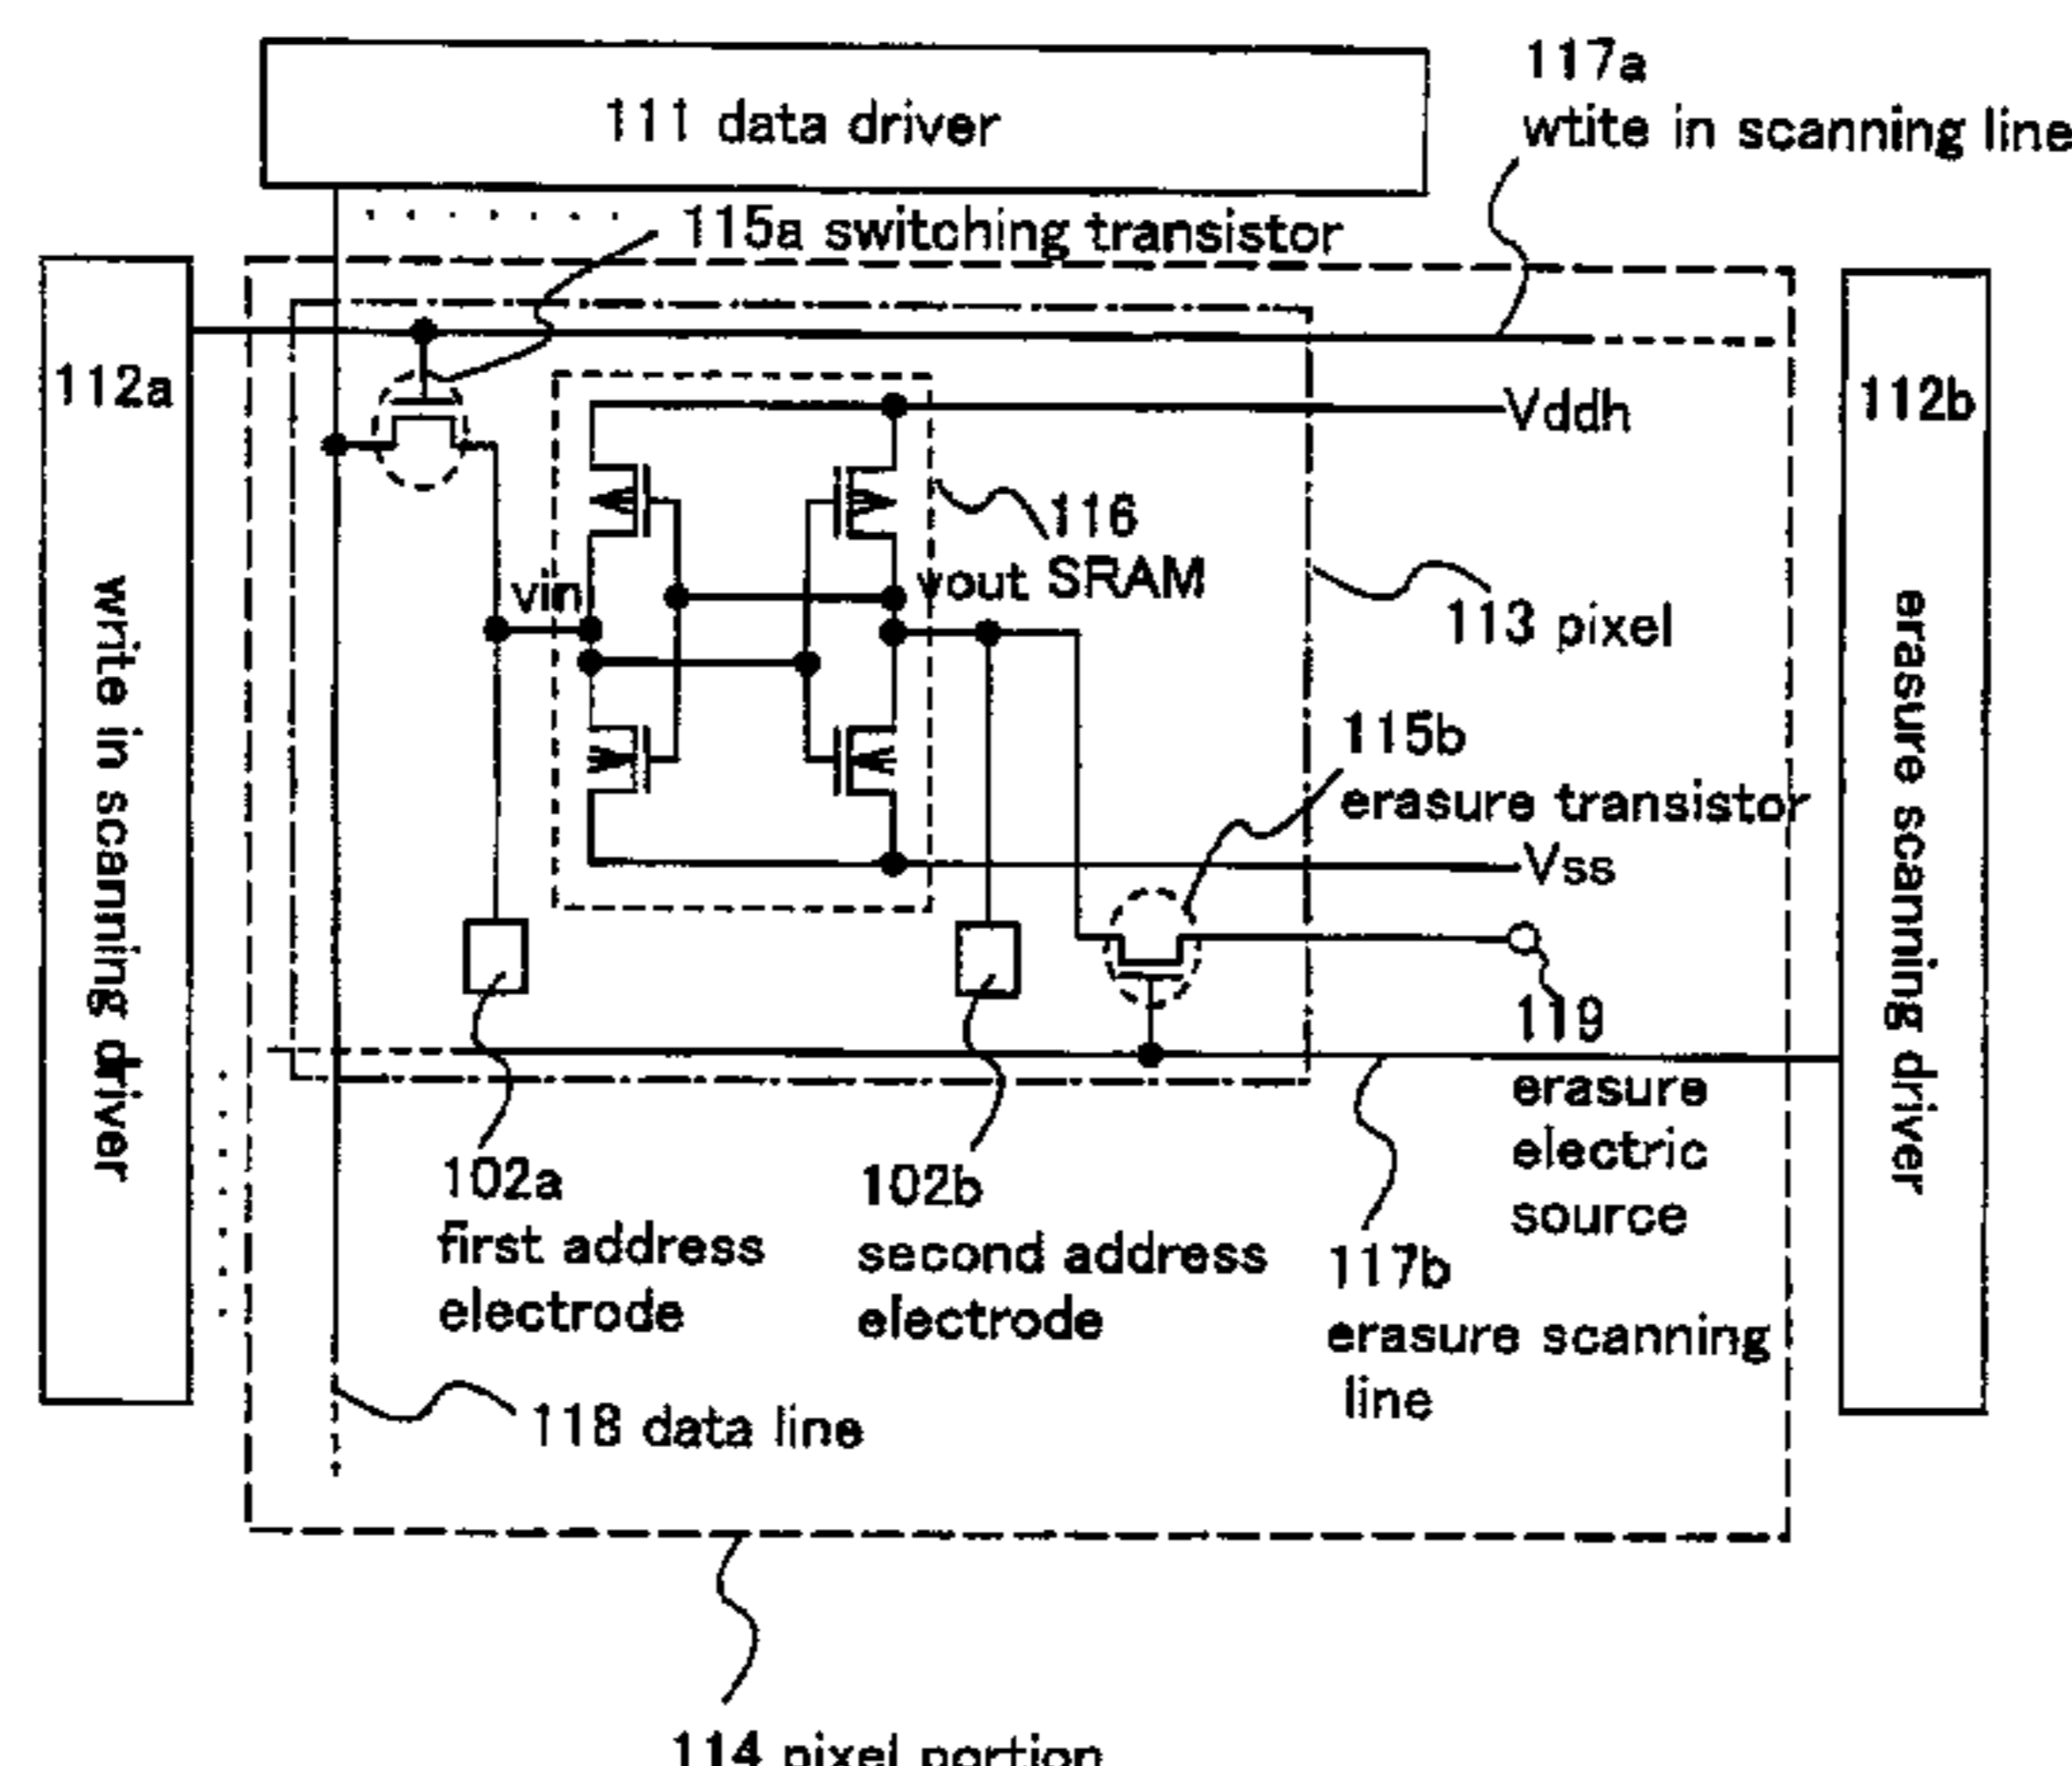 111 data driver
117a
wtite in scanning line
115a switching transistor
112a
write in scanning driver
112b
erasure scanning driver
Vddh
116
vin
vout SRAM
113 pixel
115b
erasure transistor
Vss
119
erasure
electric
source
102a
first address
electrode
102b
second address
electrode
117b
erasure scanning
line
118 data line
114 pixel portion